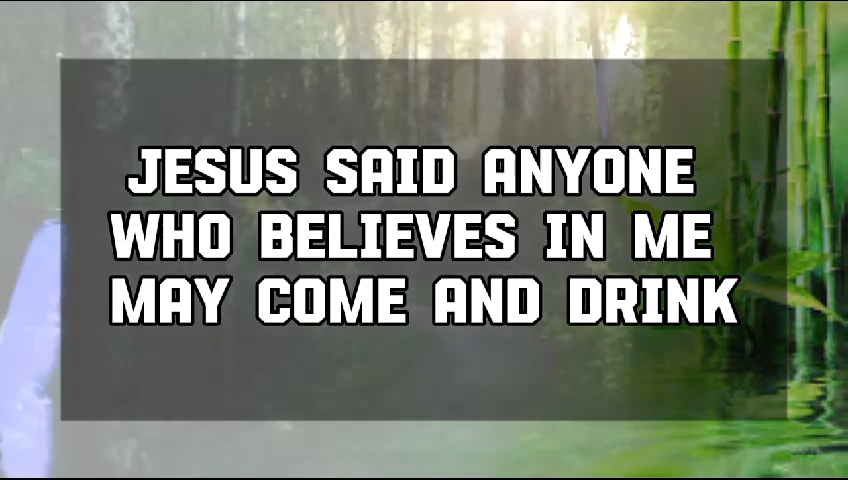 JESUS SAID ANYONE
WHO BELIEVES IN ME
MAY COME AND DRINK